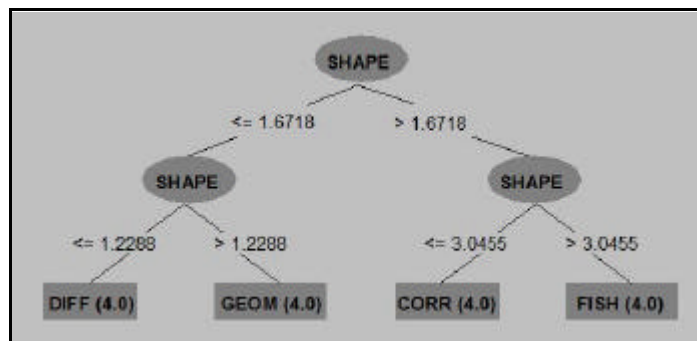 SHAPE
<= 1.6718 > 1.6718
SHAPE SHAPE
<= 1.2288 > 1.2288 <= 3.0455 > 3.0455
DIFF (4.0) GEOM (4.0) CORR (4.0) FISH (4.0)